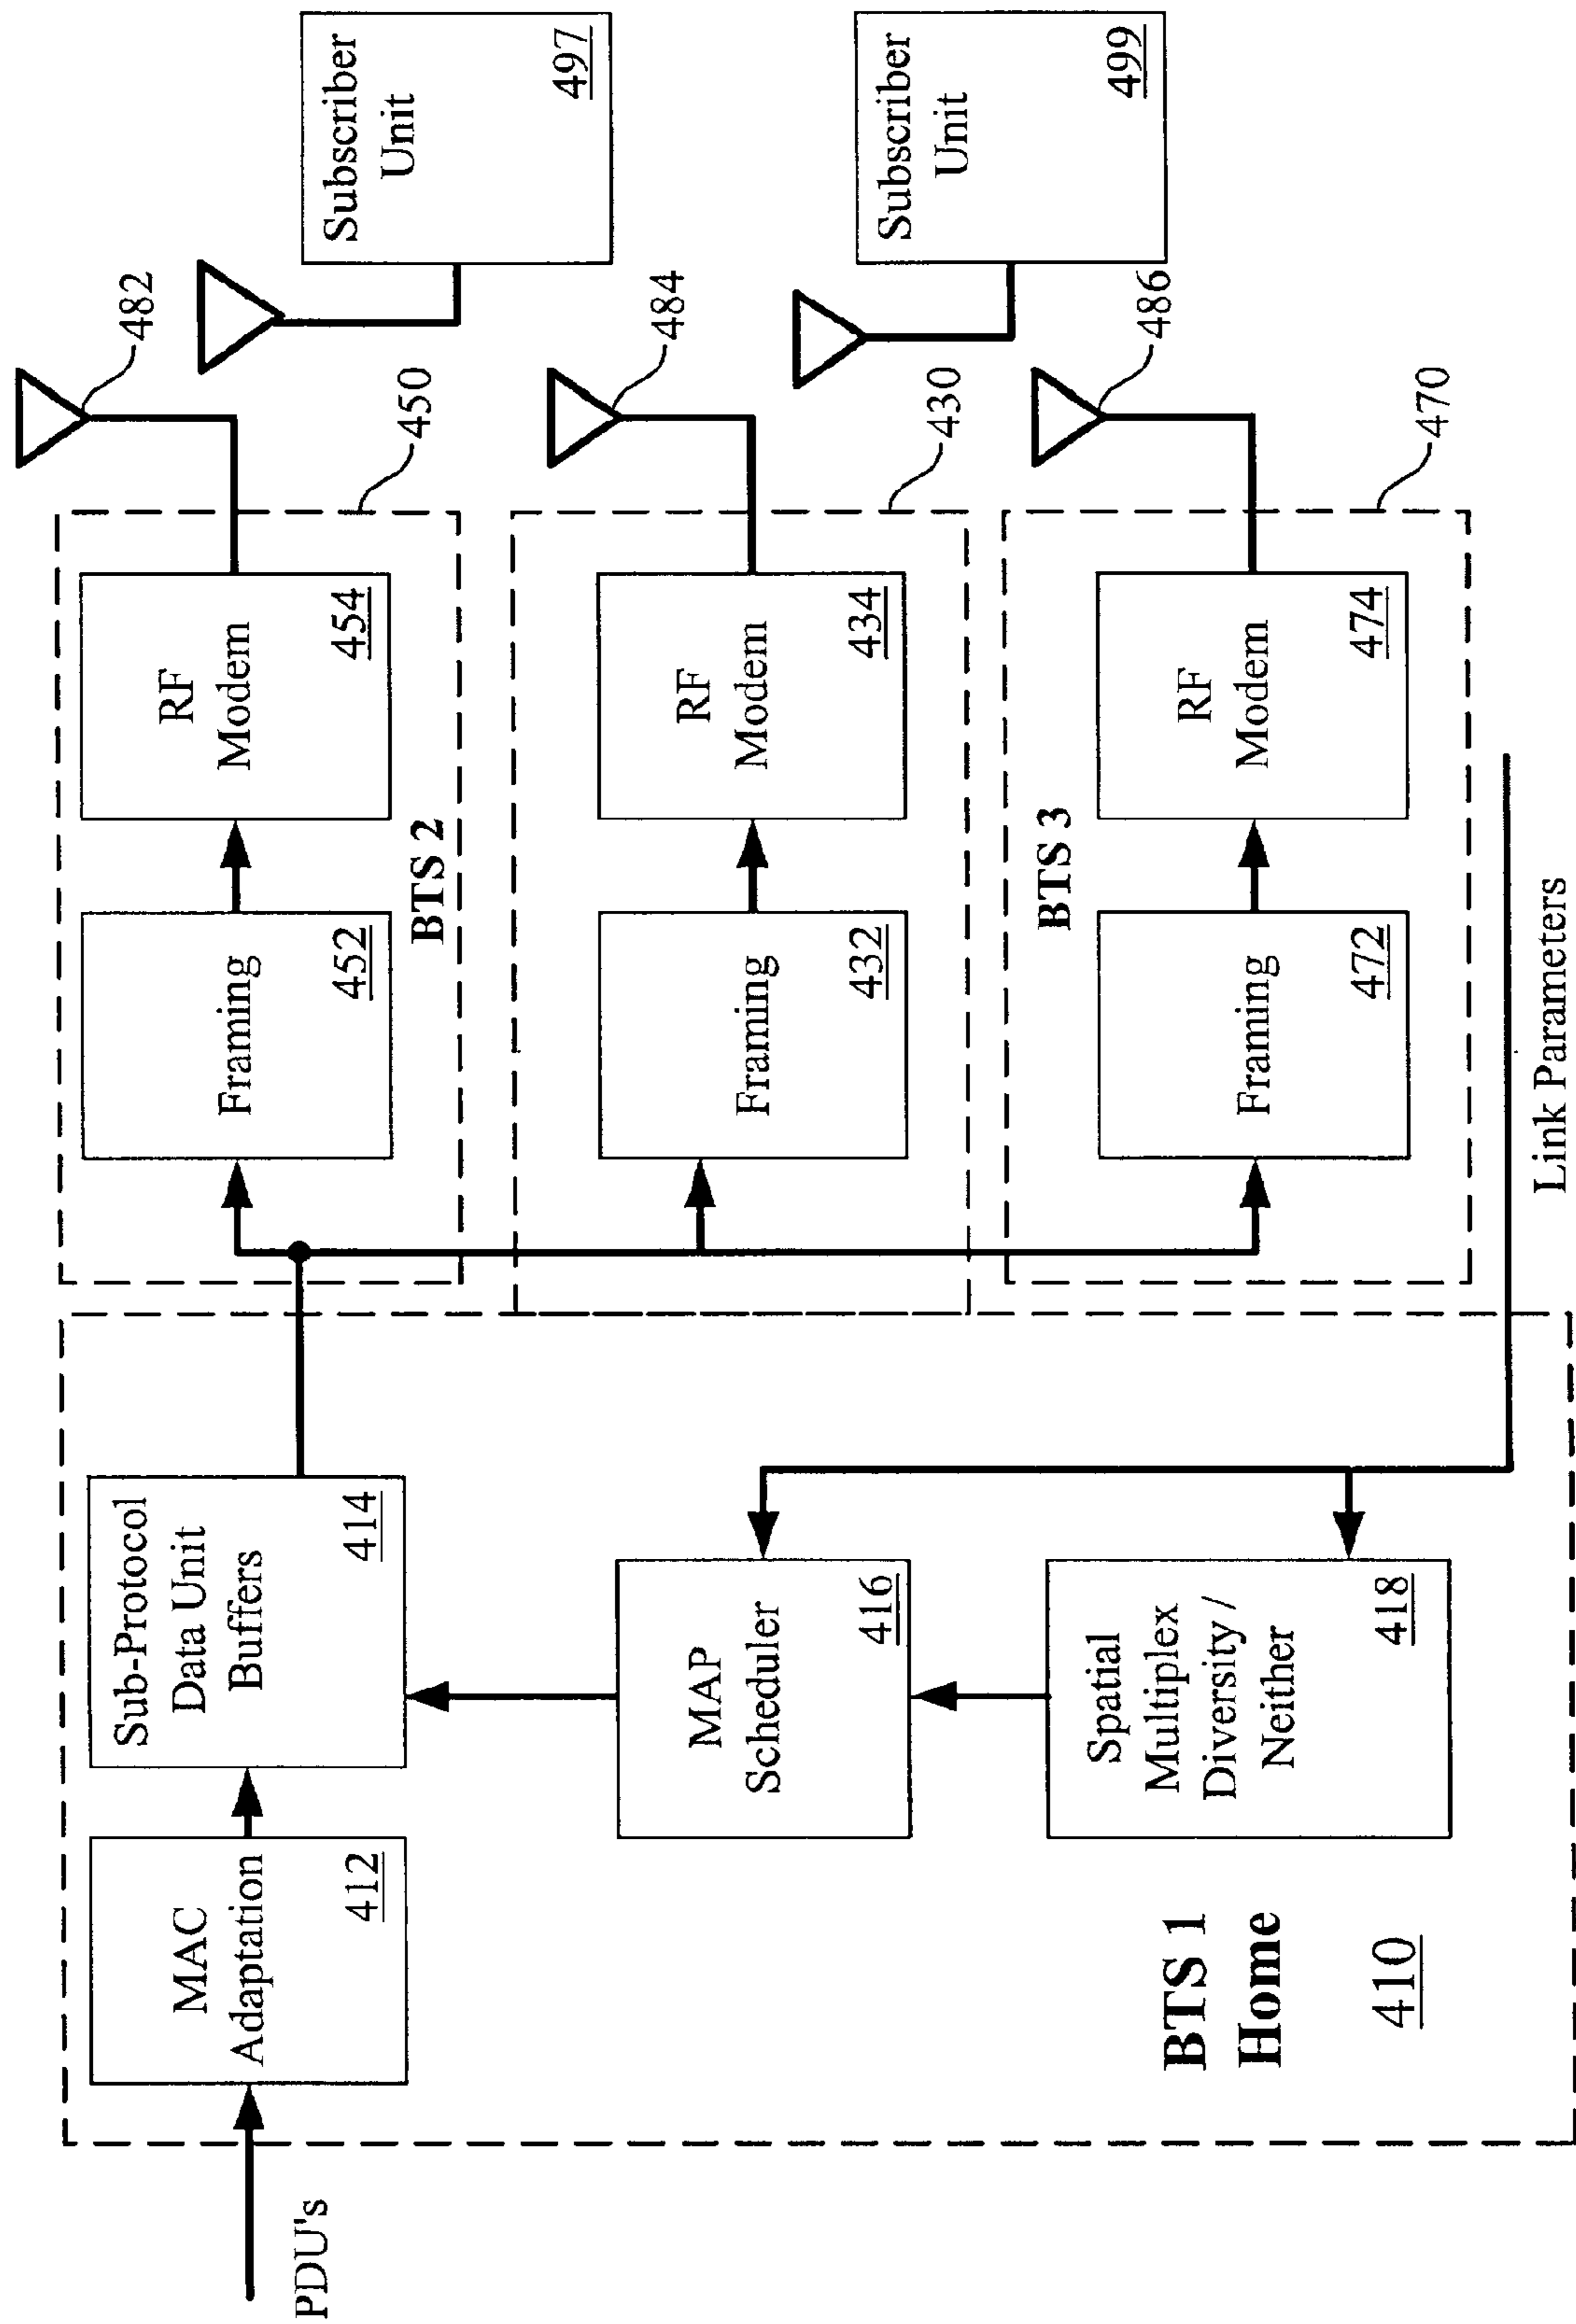 PDU's
MAC
Adaptation
412
Sub-Protocol
Data Unit
Buffers
414
MAP
Scheduler
416
Spatial
Multiplex
Diversity /
Neither
418
BTS 1
Home
410
Framing
452
RF
Modem
454
BTS 2
450
482
Subscriber
Unit
497
Framing
432
RF
Modem
434
430
484
Subscriber
Unit
499
BTS 3
Framing
472
RF
Modem
474
470
486
Link Parameters